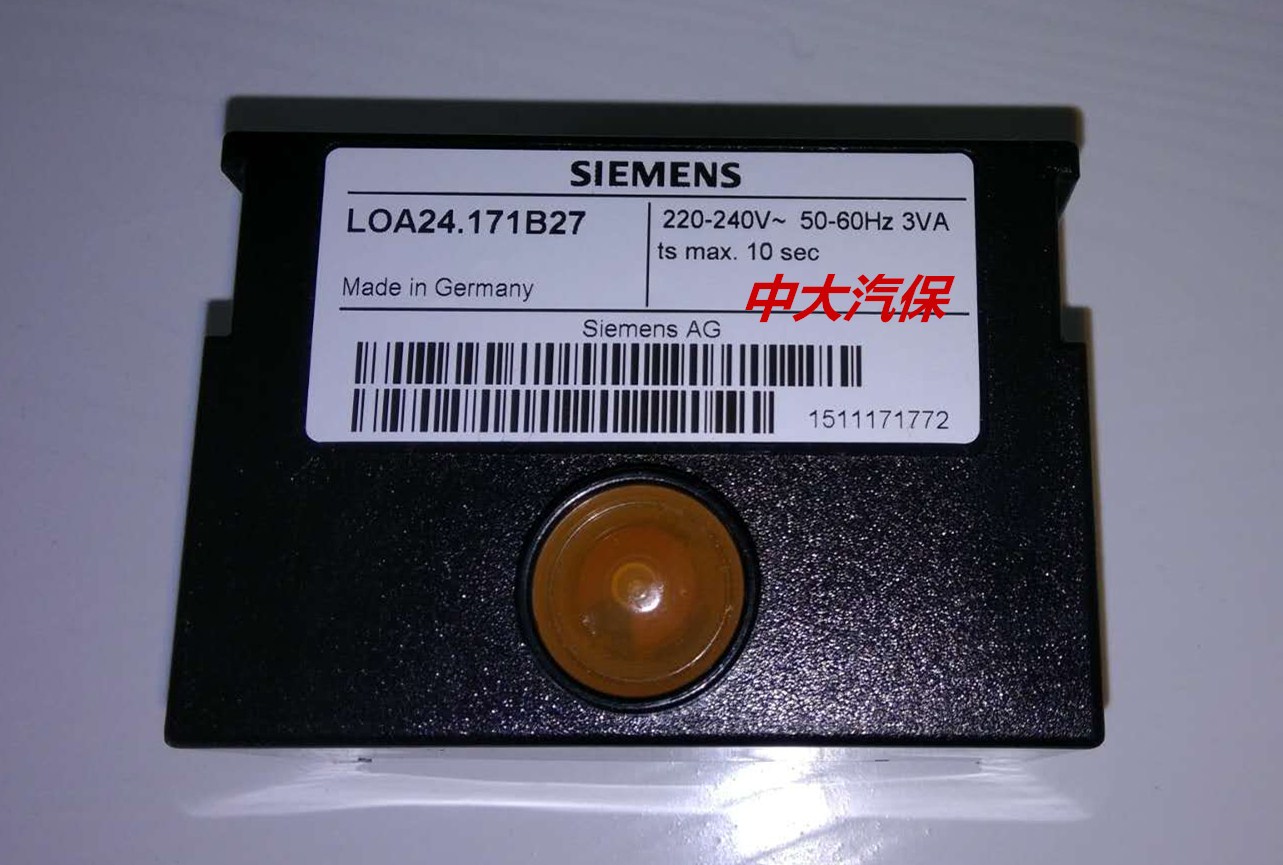 SIEMENS
LOA24.171B27
220-240V~ 50-60Hz 3VA
ts max. 10 sec
Made in Germany
中大汽保
Siemens AG
1511171772